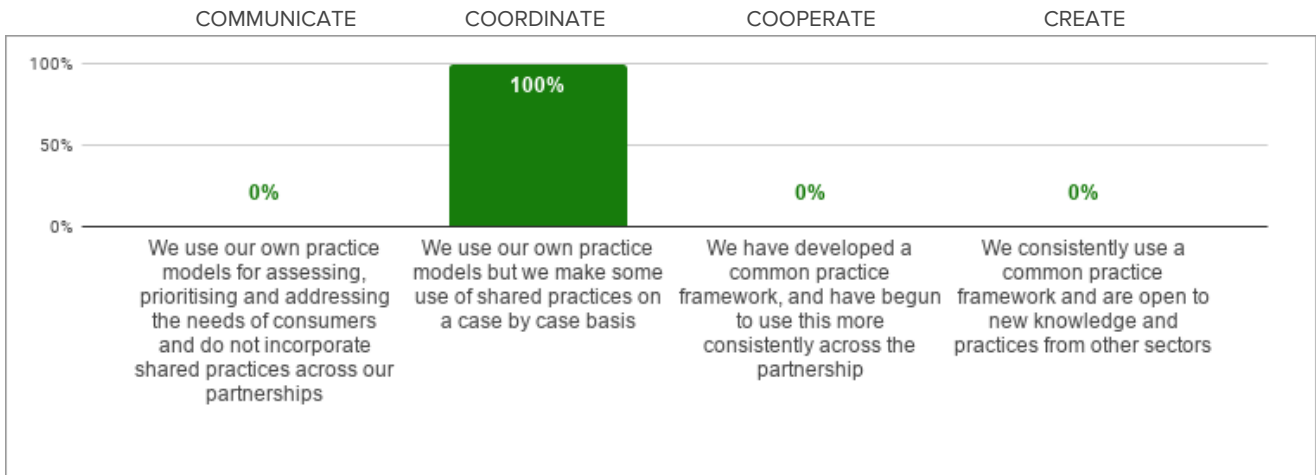 COMMUNICATE COORDINATE COOPERATE CREATE
100%
100%
50%
0% 0% 0%
0%
We use our own practice
models for assessing,
prioritising and addressing
the needs of consumers
and do not incorporate
shared practices across our
partnerships
We use our own practice
models but we make some
use of shared practices on
a case by case basis
We have developed a
common practice
framework, and have begun
to use this more
consistently across the
partnership
We consistently use a
common practice
framework and are open to
new knowledge and
practices from other sectors